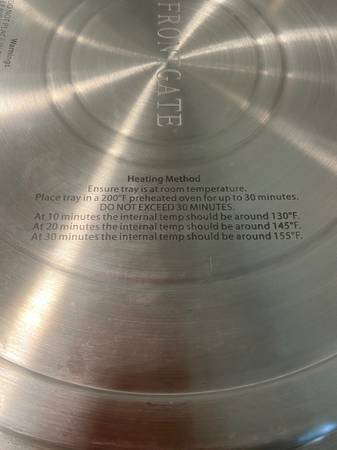 FRONTGATE
Warnings
Heating Method
Ensure tray is at room temperature.
Place tray in a 200°F preheated oven for up to 30 minutes.
DO NOT EXCEED 30 MINUTES.
At 10 minutes the internal temp should be around 130°F.
At 20 minutes the internal temp should be around 145°F.
At 30 minutes the internal temp should be around 155°F.